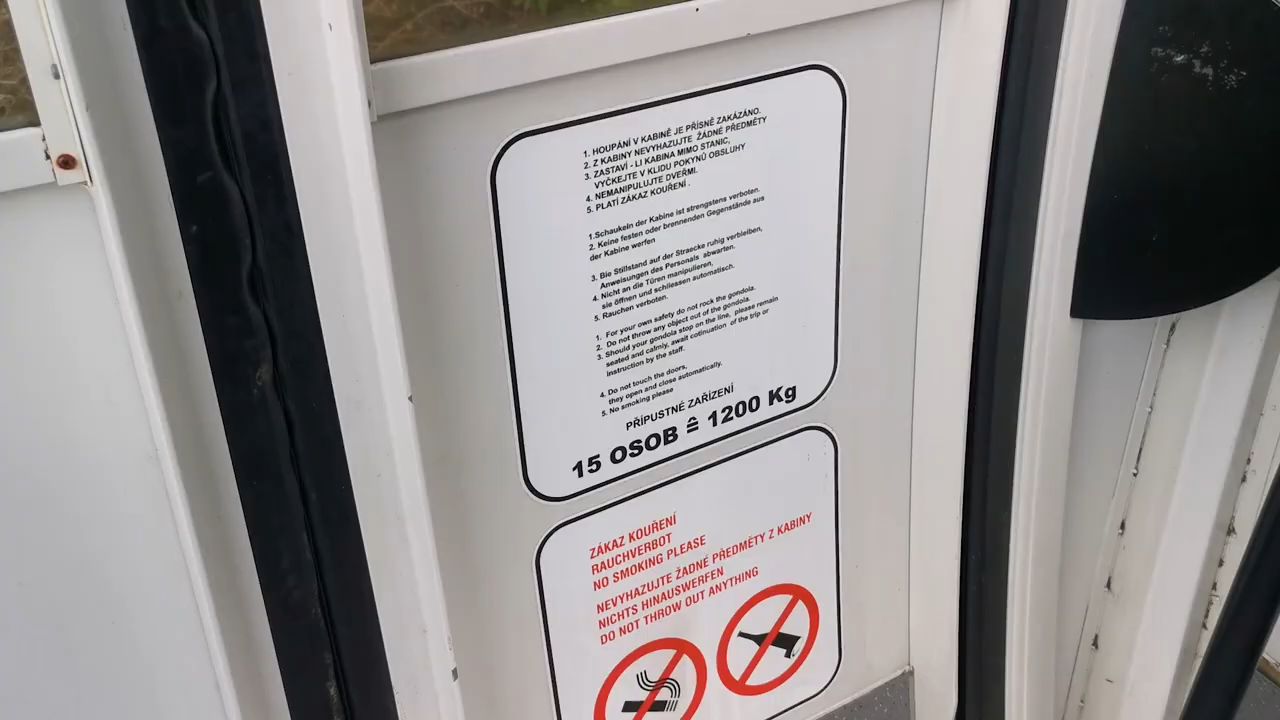 1. HOUPÁNÍ V KABINĚ JE PŘÍSNĚ ZAKÁZÁNO.
2. Z KABINY NEVYHAZUJTE ŽÁDNÉ PŘEDMĚTY
3. ZASTAVÍ - LI KABINA MIMO STANIC,
VYČKEJTE V KLIDU POKYNŮ OBSLUHY
4. NEMANIPULUJTE DVEŘMI.
5. PLATÍ ZÁKAZ KOUŘENÍ .
1.Schaukeln der Kabine ist strengstens verboten.
2. Keine festen oder brennenden Gegenstände aus
der Kabine werfen
3. Bie Stillstand auf der Straecke ruhig verbleiben,
Anweisungen des Personals abwarten.
4. Nicht an die Türen manipulieren,
sie öffnen und schliessen automatisch.
5. Rauchen verboten.
1. For your own safety do not rock the gondola.
2. Do not throw any object out of the gondola.
3. Should your gondola stop on the line, please remain
seated and calmly, await cotinuation of the trip or
instruction by the staff.
4. Do not touch the doors,
they open and close automatically.
5. No smoking please
PŘÍPUSTNÉ ZAŘÍZENÍ
15 OSOB ≙ 1200 Kg
ZÁKAZ KOUŘENÍ
RAUCHVERBOT
NO SMOKING PLEASE
NEVYHAZUJTE ŽADNÉ PŘEDMĚTY Z KABINY
NICHTS HINAUSWERFEN
DO NOT THROW OUT ANYTHING